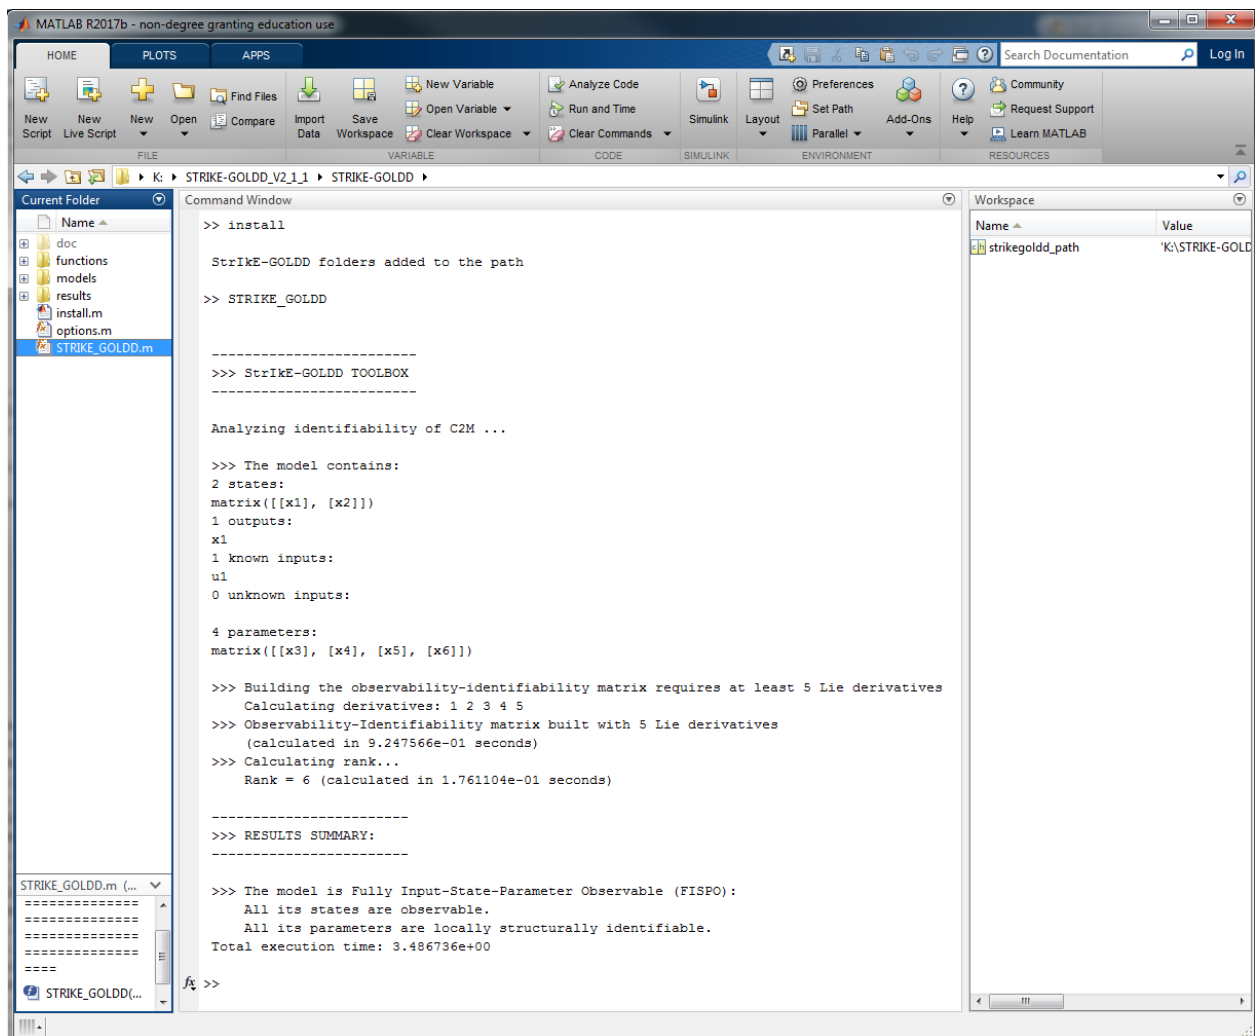 MATLAB R2017b - non-degree granting education use
HOME PLOTS APPS Search Documentation Log In
New Script
New Live Script
New
Open
Find Files
Compare
Import Data
Save Workspace
New Variable
Open Variable
Clear Workspace
Analyze Code
Run and Time
Clear Commands
Simulink
Layout
Preferences
Set Path
Parallel
Add-Ons
Help
Community
Request Support
Learn MATLAB
FILE VARIABLE CODE SIMULINK ENVIRONMENT RESOURCES
K: STRIKE-GOLDD_V2_1_1 STRIKE-GOLDD
Current Folder
Name
doc
functions
models
results
install.m
options.m
STRIKE_GOLDD.m
STRIKE_GOLDD.m (...
==============
==============
==============
==============
====
STRIKE_GOLDD(...
Command Window
>> install
StrIkE-GOLDD folders added to the path
>> STRIKE_GOLDD
-------------------------
>>> StrIkE-GOLDD TOOLBOX
-------------------------
Analyzing identifiability of C2M ...
>>> The model contains:
2 states:
matrix([[x1], [x2]])
1 outputs:
x1
1 known inputs:
u1
0 unknown inputs:
4 parameters:
matrix([[x3], [x4], [x5], [x6]])
>>> Building the observability-identifiability matrix requires at least 5 Lie derivatives
Calculating derivatives: 1 2 3 4 5
>>> Observability-Identifiability matrix built with 5 Lie derivatives
(calculated in 9.247566e-01 seconds)
>>> Calculating rank...
Rank = 6 (calculated in 1.761104e-01 seconds)
------------------------
>>> RESULTS SUMMARY:
------------------------
>>> The model is Fully Input-State-Parameter Observable (FISPO):
All its states are observable.
All its parameters are locally structurally identifiable.
Total execution time: 3.486736e+00
fx >>
Workspace
Name Value
strikegoldd_path 'K:\STRIKE-GOLD